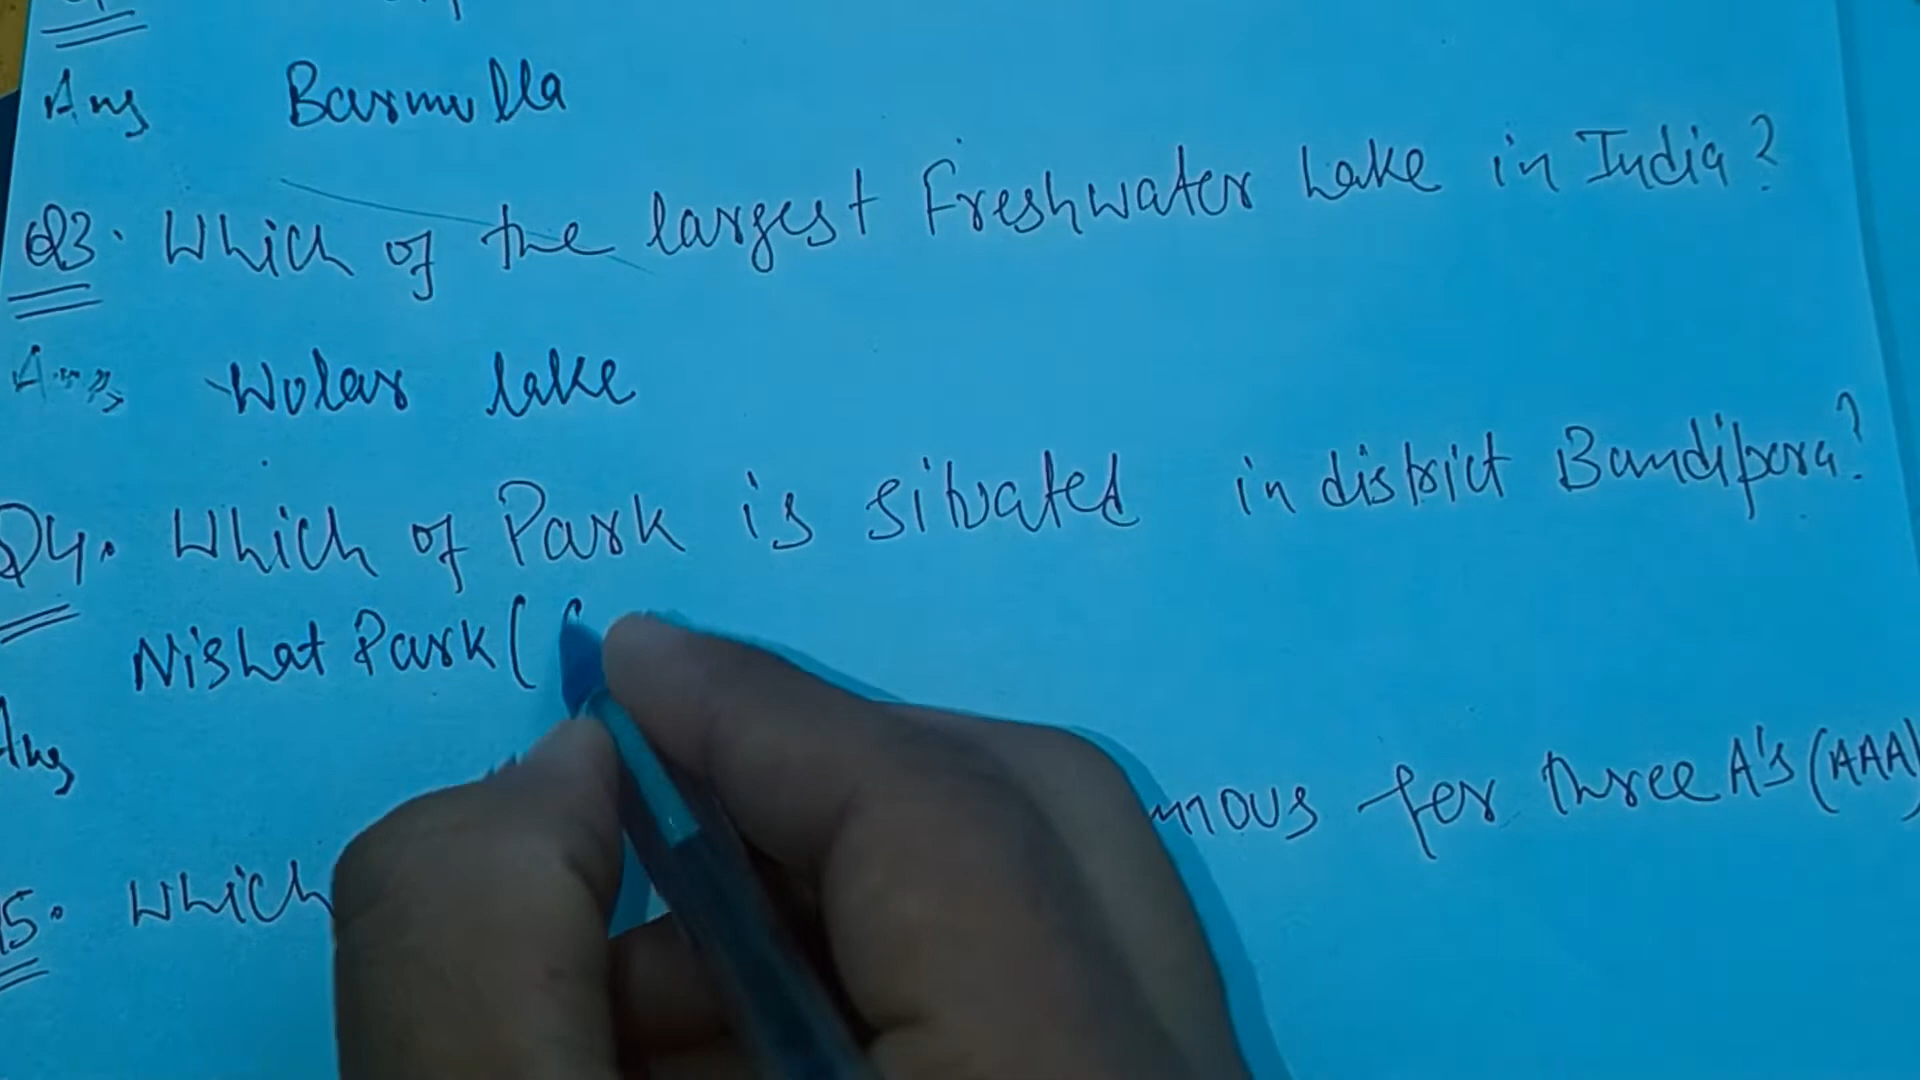 Ans Barmulla
Q3. Which of the largest Freshwater Lake in India?
Ans Wolar lake
Q4. Which of Park is situated in district Bandipora?
Nishat Park (
Ans
5. Which mous for three A's (AAA)